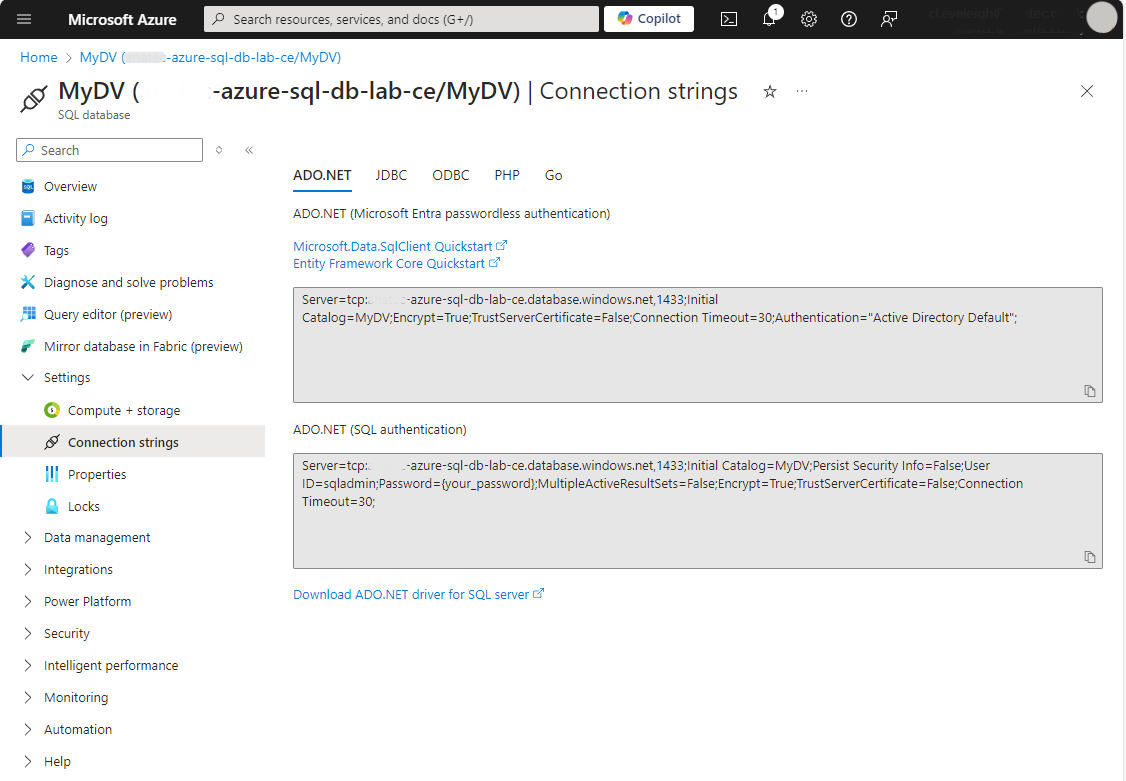 Microsoft Azure
Search resources, services, and docs (G+/)
Copilot
1
Home > MyDV ( -azure-sql-db-lab-ce/MyDV)
MyDV ( -azure-sql-db-lab-ce/MyDV) | Connection strings
SQL database
Search
Overview
Activity log
Tags
Diagnose and solve problems
Query editor (preview)
Mirror database in Fabric (preview)
Settings
Compute + storage
Connection strings
Properties
Locks
Data management
Integrations
Power Platform
Security
Intelligent performance
Monitoring
Automation
Help
ADO.NET JDBC ODBC PHP Go
ADO.NET (Microsoft Entra passwordless authentication)
Microsoft.Data.SqlClient Quickstart
Entity Framework Core Quickstart
Server=tcp: -azure-sql-db-lab-ce.database.windows.net,1433;Initial
Catalog=MyDV;Encrypt=True;TrustServerCertificate=False;Connection Timeout=30;Authentication="Active Directory Default";
ADO.NET (SQL authentication)
Server=tcp: -azure-sql-db-lab-ce.database.windows.net,1433;Initial Catalog=MyDV;Persist Security Info=False;User
ID=sqladmin;Password={your_password};MultipleActiveResultSets=False;Encrypt=True;TrustServerCertificate=False;Connection
Timeout=30;
Download ADO.NET driver for SQL server